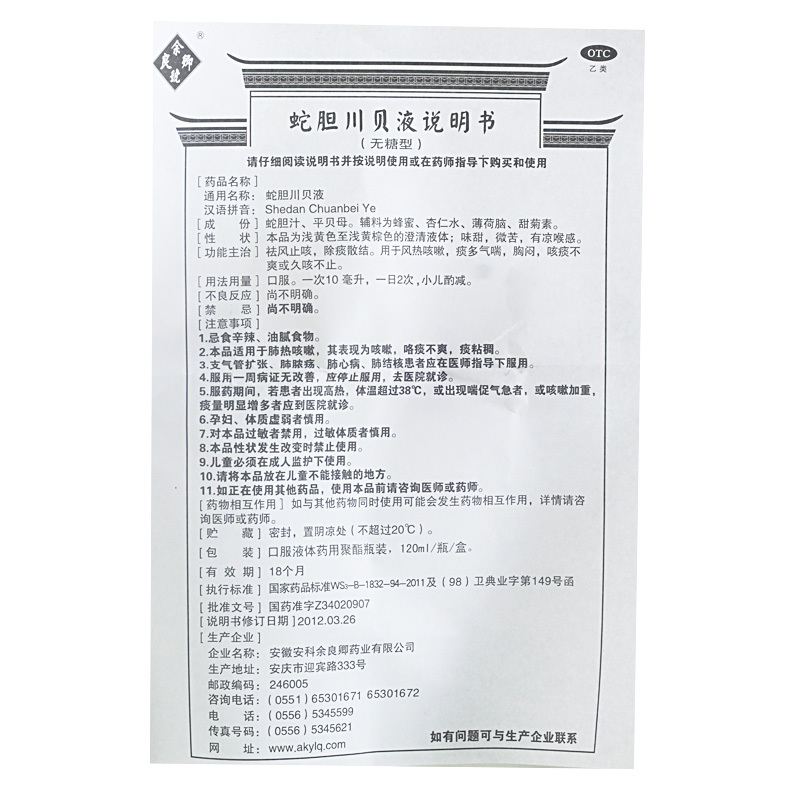 余良卿號
®
OTC
乙类
蛇胆川贝液说明书
(无糖型)
请仔细阅读说明书并按说明使用或在药师指导下购买和使用
[药品名称]
通用名称：蛇胆川贝液
汉语拼音：Shedan Chuanbei Ye
[成　份]蛇胆汁、平贝母。辅料为蜂蜜、杏仁水、薄荷脑、甜菊素。
[性　状]本品为浅黄色至浅黄棕色的澄清液体；味甜，微苦，有凉喉感。
[功能主治]祛风止咳，除痰散结。用于风热咳嗽，痰多气喘，胸闷，咳痰不
爽或久咳不止。
[用法用量]口服。一次10毫升，一日2次，小儿酌减。
[不良反应]尚不明确。
[禁　忌]尚不明确。
[注意事项]
1.忌食辛辣、油腻食物。
2.本品适用于肺热咳嗽，其表现为咳嗽，咯痰不爽，痰粘稠。
3.支气管扩张、肺脓疡、肺心病、肺结核患者应在医师指导下服用。
4.服用一周病证无改善，应停止服用，去医院就诊。
5.服药期间，若患者出现高热，体温超过38℃，或出现喘促气急者，或咳嗽加重，
痰量明显增多者应到医院就诊。
6.孕妇、体质虚弱者慎用。
7.对本品过敏者禁用，过敏体质者慎用。
8.本品性状发生改变时禁止使用。
9.儿童必须在成人监护下使用。
10.请将本品放在儿童不能接触的地方。
11.如正在使用其他药品，使用本品前请咨询医师或药师。
[药物相互作用]如与其他药物同时使用可能会发生药物相互作用，详情请咨
询医师或药师。
[贮　藏]密封，置阴凉处(不超过20℃)。
[包　装]口服液体药用聚酯瓶装，120ml/瓶/盒。
[有效期]18个月
[执行标准]国家药品标准WS₃-B-1832-94-2011及(98)卫典业字第149号函
[批准文号]国药准字Z34020907
[说明书修订日期]2012.03.26
[生产企业]
企业名称：安徽安科余良卿药业有限公司
生产地址：安庆市迎宾路333号
邮政编码：246005
咨询电话：(0551)65301671 65301672
电　话：(0556)5345599
传真号码：(0556)5345621
网　址：www.akylq.com
如有问题可与生产企业联系